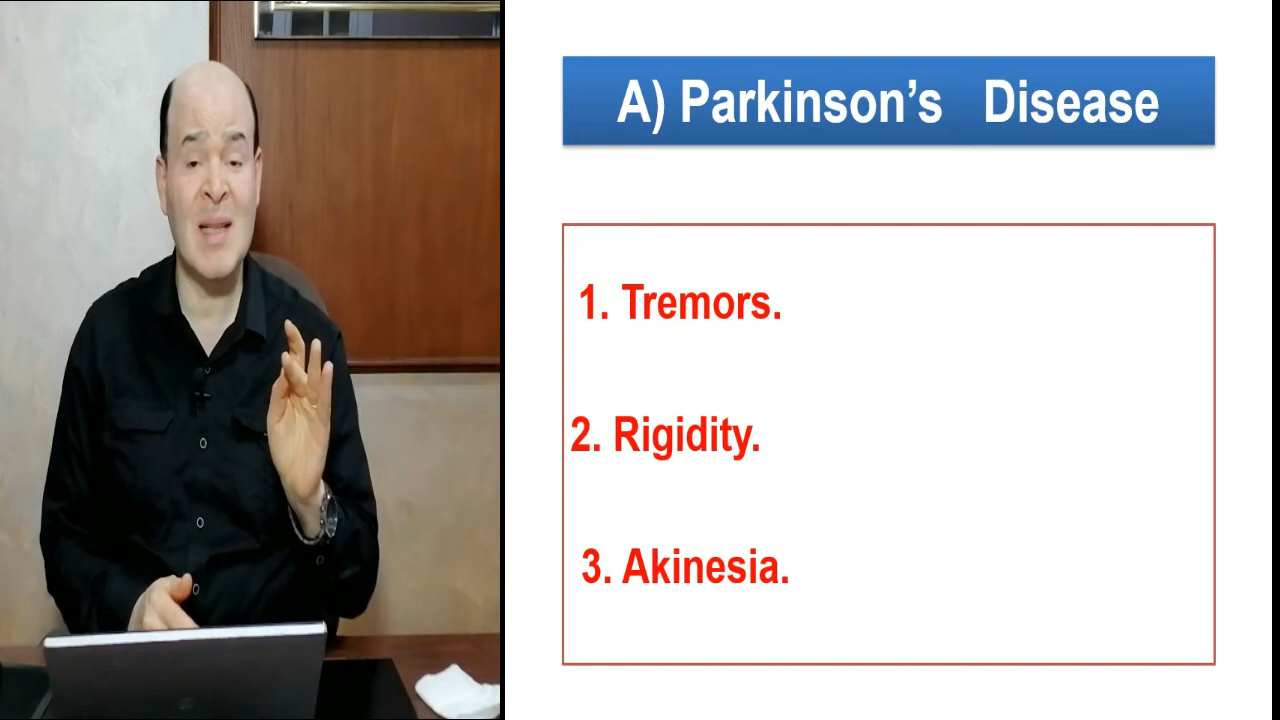 A) Parkinson’s Disease
1. Tremors.
2. Rigidity.
3. Akinesia.